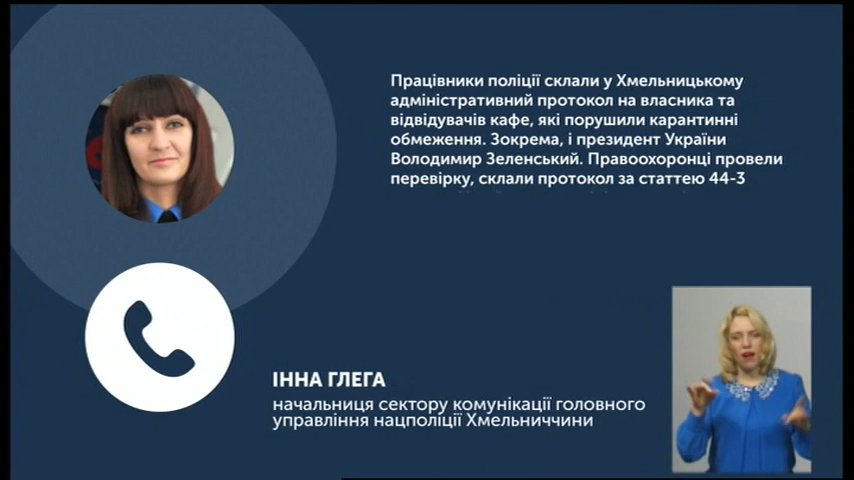 Працівники поліції склали у Хмельницькому
адміністративний протокол на власника та
відвідувачів кафе, які порушили карантинні
обмеження. Зокрема, і президент України
Володимир Зеленський. Правоохоронці провели
перевірку, склали протокол за статтею 44-3
ІННА ГЛЕГА
начальниця сектору комунікації головного
управління нацполіції Хмельниччини